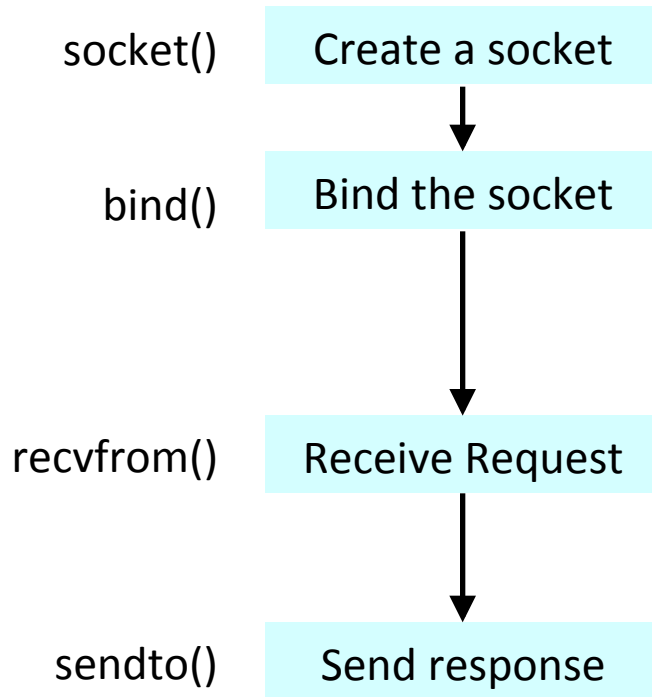 socket() Create a socket
bind() Bind the socket
recvfrom() Receive Request
sendto() Send response